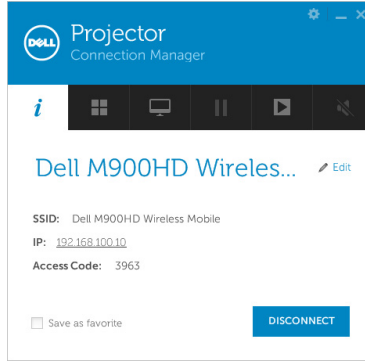 DELL
Projector
Connection Manager
i
Dell M900HD Wireles...
Edit
SSID: Dell M900HD Wireless Mobile
IP: 192.168.100.10
Access Code: 3963
Save as favorite
DISCONNECT